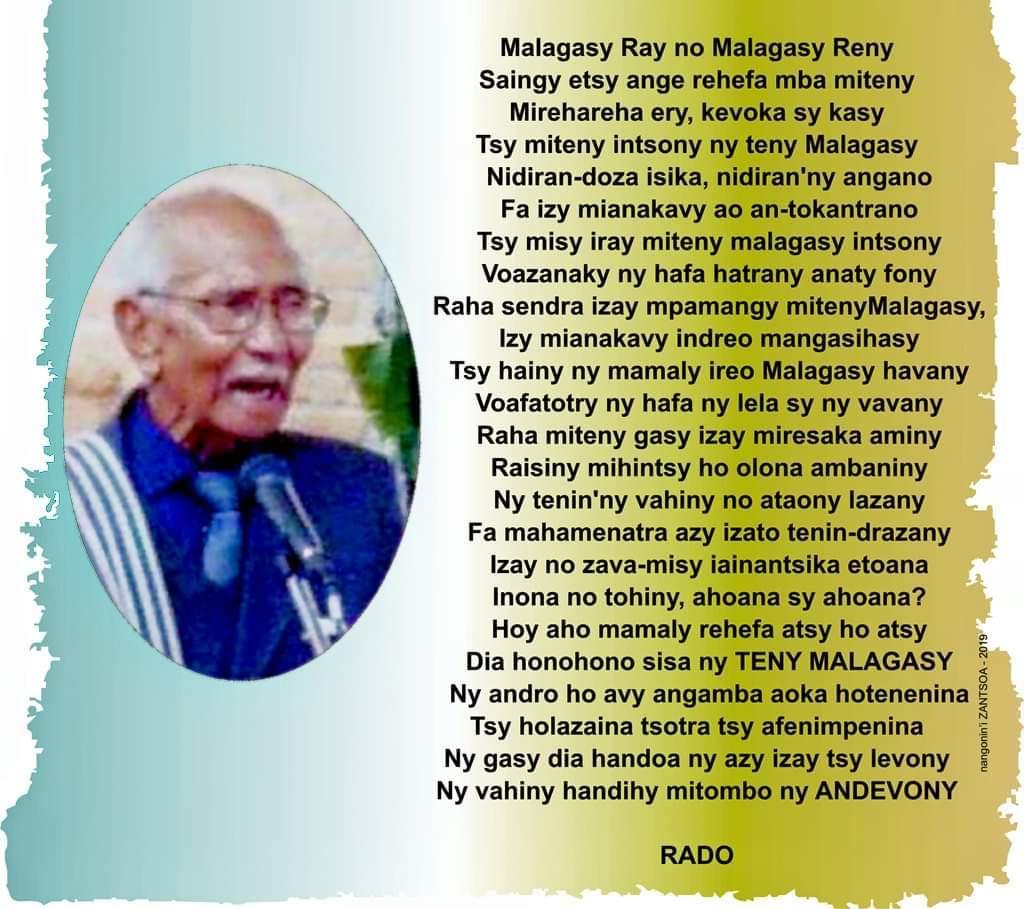 Malagasy Ray no Malagasy Reny
Saingy etsy ange rehefa mba miteny
Mirehareha ery, kevoka sy kasy
Tsy miteny intsony ny teny Malagasy
Nidiran-doza isika, nidiran'ny angano
Fa izy mianakavy ao an-tokantrano
Tsy misy iray miteny malagasy intsony
Voazanaky ny hafa hatrany anaty fony
Raha sendra izay mpamangy mitenyMalagasy,
Izy mianakavy indreo mangasihasy
Tsy hainy ny mamaly ireo Malagasy havany
Voafatotry ny hafa ny lela sy ny vavany
Raha miteny gasy izay miresaka aminy
Raisiny mihintsy ho olona ambaniny
Ny tenin'ny vahiny no ataony lazany
Fa mahamenatra azy izato tenin-drazany
Izay no zava-misy iainantsika etoana
Inona no tohiny, ahoana sy ahoana?
Hoy aho mamaly rehefa atsy ho atsy
Dia honohono sisa ny TENY MALAGASY
Ny andro ho avy angamba aoka hotenenina
Tsy holazaina tsotra tsy afenimpenina
Ny gasy dia handoa ny azy izay tsy levony
Ny vahiny handihy mitombo ny ANDEVONY
RADO
nangonin'i ZANTSOA - 2019